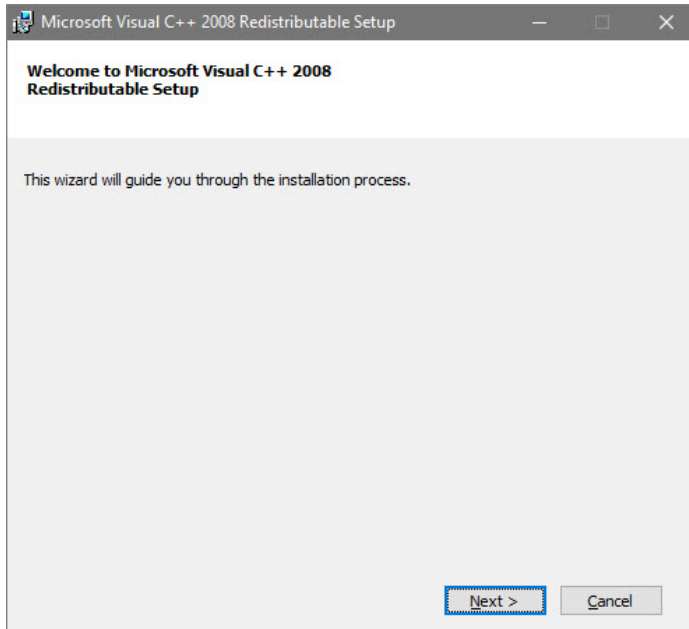 Microsoft Visual C++ 2008 Redistributable Setup
Welcome to Microsoft Visual C++ 2008
Redistributable Setup
This wizard will guide you through the installation process.
Next >
Cancel